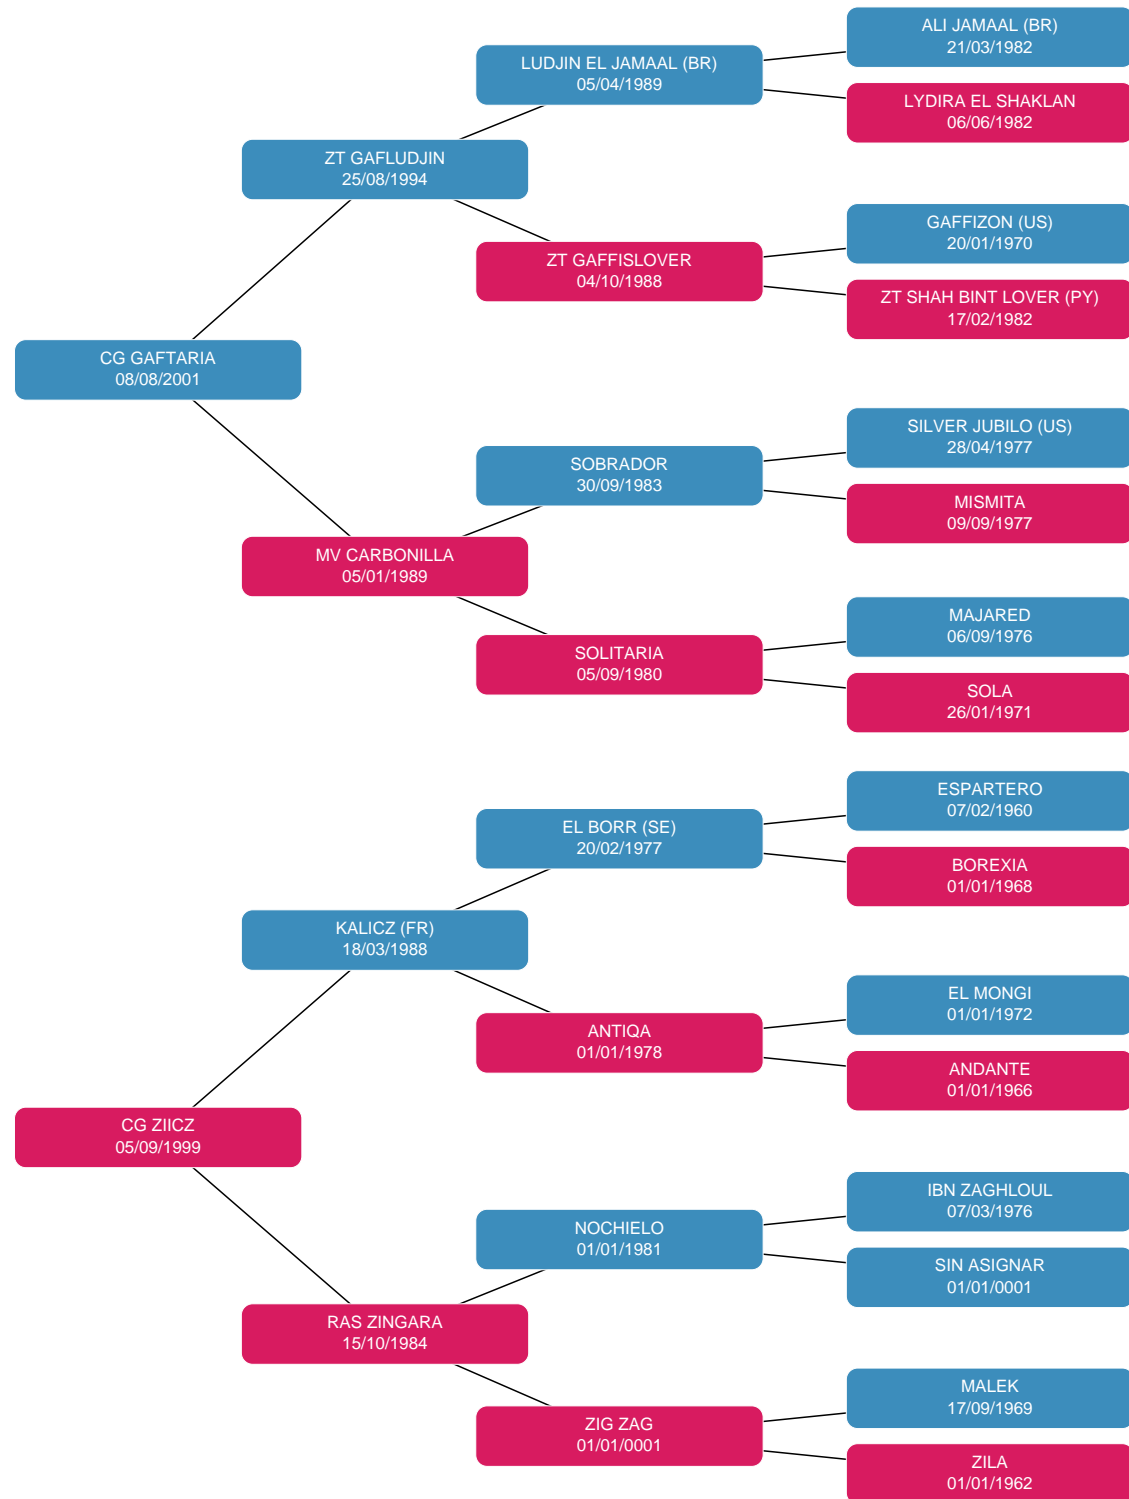 ALI JAMAAL (BR)
21/03/1982
LUDJIN EL JAMAAL (BR)
05/04/1989
LYDIRA EL SHAKLAN
06/06/1982
ZT GAFLUDJIN
25/08/1994
GAFFIZON (US)
20/01/1970
ZT GAFFISLOVER
04/10/1988
ZT SHAH BINT LOVER (PY)
17/02/1982
CG GAFTARIA
08/08/2001
SILVER JUBILO (US)
28/04/1977
SOBRADOR
30/09/1983
MISMITA
09/09/1977
MV CARBONILLA
05/01/1989
MAJARED
06/09/1976
SOLITARIA
05/09/1980
SOLA
26/01/1971
ESPARTERO
07/02/1960
EL BORR (SE)
20/02/1977
BOREXIA
01/01/1968
KALICZ (FR)
18/03/1988
EL MONGI
01/01/1972
ANTIQA
01/01/1978
ANDANTE
01/01/1966
CG ZIICZ
05/09/1999
IBN ZAGHLOUL
07/03/1976
NOCHIELO
01/01/1981
SIN ASIGNAR
01/01/0001
RAS ZINGARA
15/10/1984
MALEK
17/09/1969
ZIG ZAG
01/01/0001
ZILA
01/01/1962